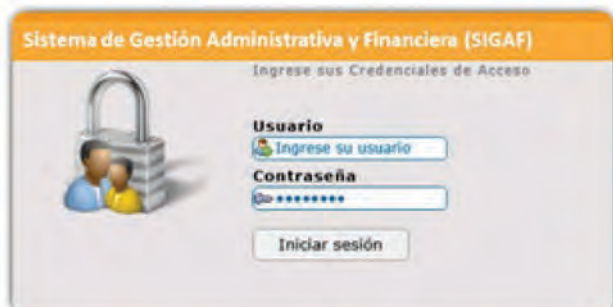 Sistema de Gestión Administrativa y Financiera (SIGAF)
Ingrese sus Credenciales de Acceso
Usuario
Ingrese su usuario
Contraseña
•••••••••
Iniciar sesión